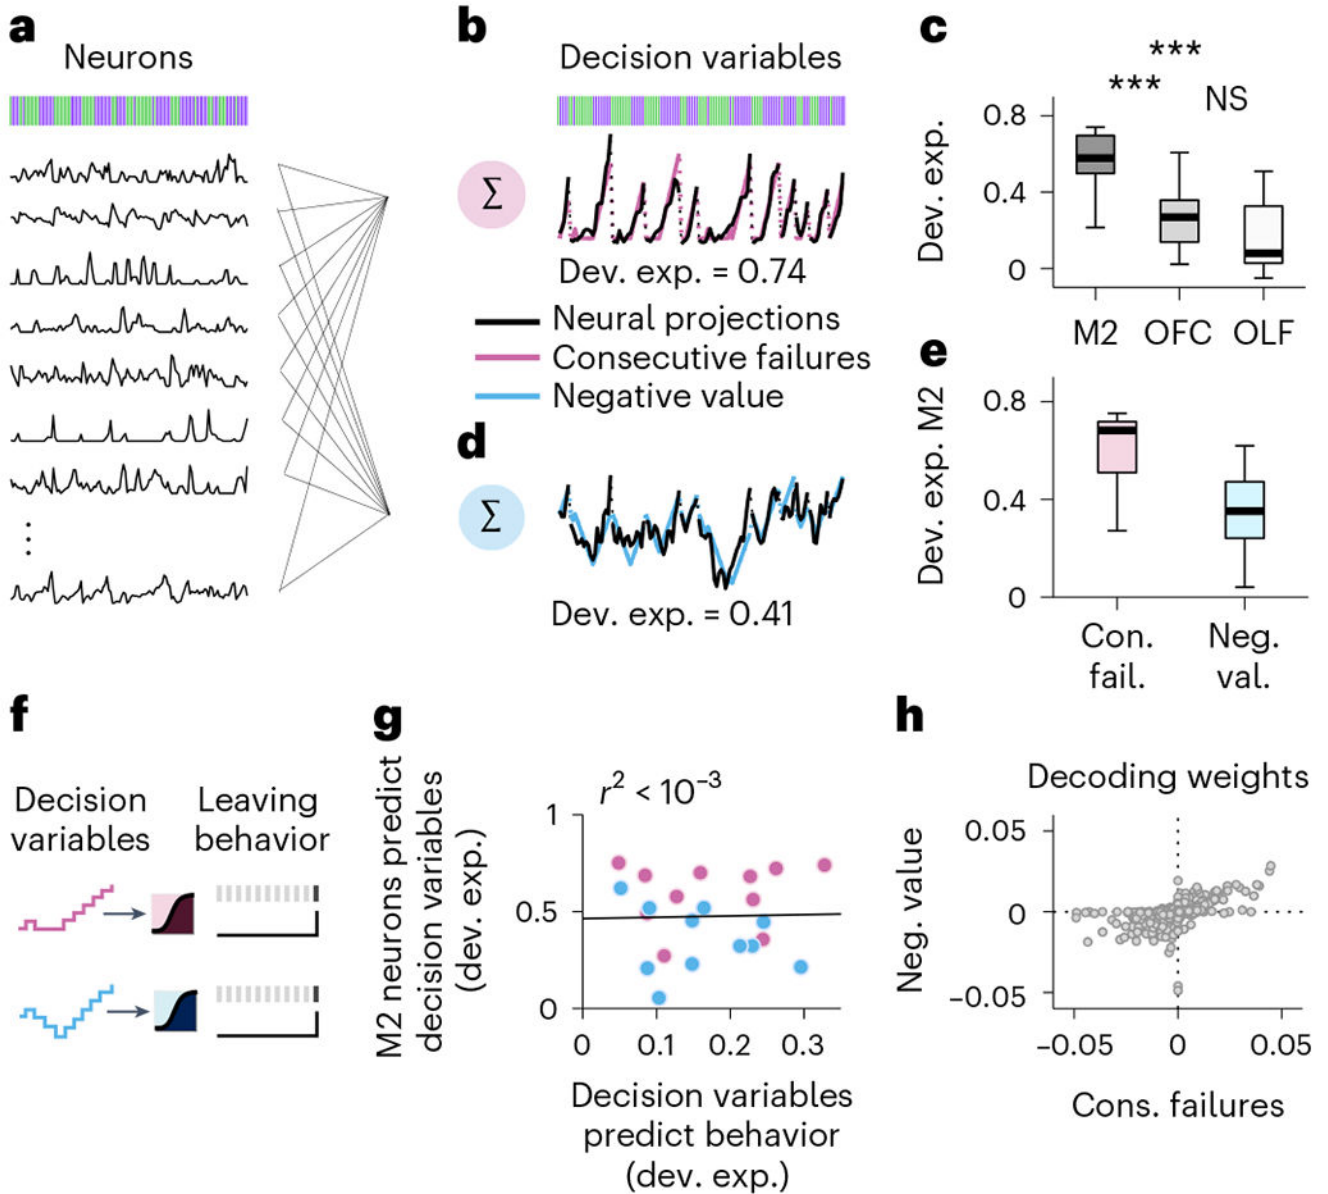 a
Neurons
b
Decision variables
∑
Dev. exp. = 0.74
Neural projections
Consecutive failures
Negative value
c
***
***
NS
Dev. exp.
0.8
0.4
0
M2 OFC OLF
d
∑
Dev. exp. = 0.41
e
Dev. exp. M2
0.8
0.4
0
Con.
fail.
Neg.
val.
f
Decision
variables
Leaving
behavior
g
M2 neurons predict
decision variables
(dev. exp.)
r² < 10⁻³
1
0.5
0
0 0.1 0.2 0.3
Decision variables
predict behavior
(dev. exp.)
h
Decoding weights
Neg. value
0.05
0
−0.05
−0.05 0 0.05
Cons. failures